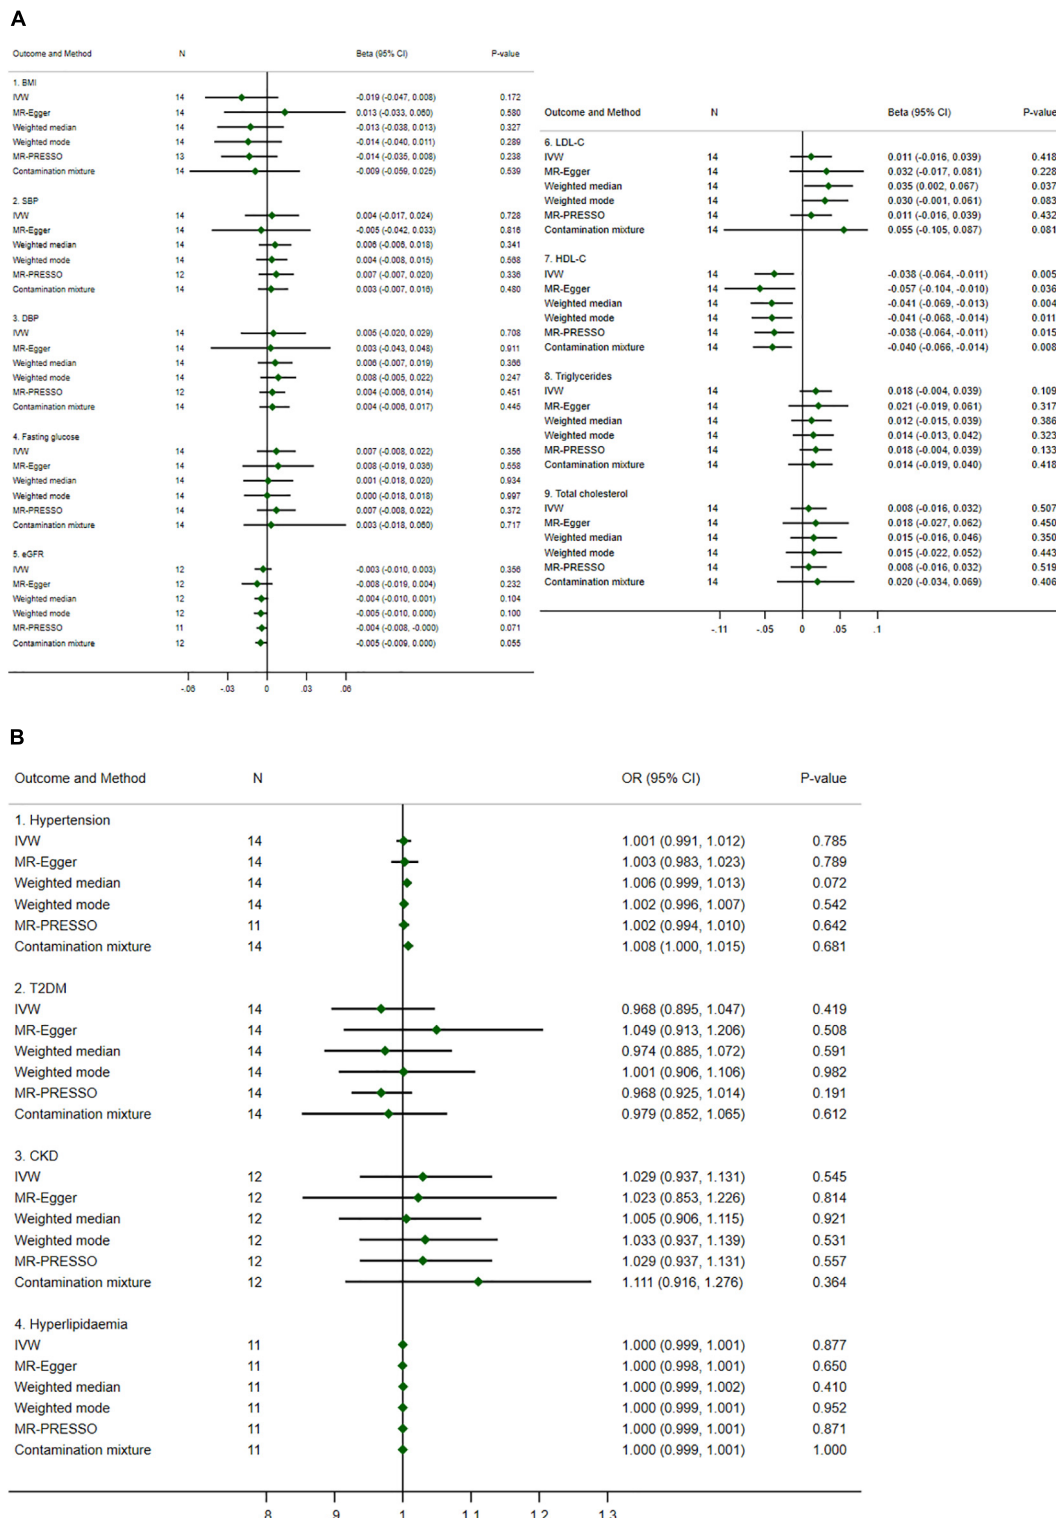 A
Outcome and Method N Beta (95% CI) P-value
1. BMI
IVW 14 -0.019 (-0.047, 0.008) 0.172
MR-Egger 14 0.013 (-0.033, 0.060) 0.580
Weighted median 14 -0.013 (-0.038, 0.013) 0.327
Weighted mode 14 -0.014 (-0.040, 0.011) 0.289
MR-PRESSO 13 -0.014 (-0.035, 0.008) 0.238
Contamination mixture 14 -0.009 (-0.059, 0.025) 0.539
2. SBP
IVW 14 0.004 (-0.017, 0.024) 0.728
MR-Egger 14 -0.005 (-0.042, 0.033) 0.816
Weighted median 14 0.006 (-0.006, 0.018) 0.341
Weighted mode 14 0.004 (-0.008, 0.015) 0.568
MR-PRESSO 12 0.007 (-0.007, 0.020) 0.336
Contamination mixture 14 0.003 (-0.007, 0.016) 0.480
3. DBP
IVW 14 0.005 (-0.020, 0.029) 0.708
MR-Egger 14 0.003 (-0.043, 0.048) 0.911
Weighted median 14 0.006 (-0.007, 0.019) 0.366
Weighted mode 14 0.008 (-0.005, 0.022) 0.247
MR-PRESSO 12 0.004 (-0.006, 0.014) 0.451
Contamination mixture 14 0.004 (-0.006, 0.017) 0.445
4. Fasting glucose
IVW 14 0.007 (-0.008, 0.022) 0.356
MR-Egger 14 0.008 (-0.019, 0.036) 0.558
Weighted median 14 0.001 (-0.018, 0.020) 0.934
Weighted mode 14 0.000 (-0.018, 0.018) 0.997
MR-PRESSO 14 0.007 (-0.008, 0.022) 0.372
Contamination mixture 14 0.003 (-0.018, 0.060) 0.717
5. eGFR
IVW 12 -0.003 (-0.010, 0.003) 0.356
MR-Egger 12 -0.008 (-0.019, 0.004) 0.232
Weighted median 12 -0.004 (-0.010, 0.001) 0.104
Weighted mode 12 -0.005 (-0.010, 0.000) 0.100
MR-PRESSO 11 -0.004 (-0.008, -0.000) 0.071
Contamination mixture 12 -0.005 (-0.009, 0.000) 0.055
-.06 -.03 0 .03 .06
Outcome and Method N Beta (95% CI) P-value
6. LDL-C
IVW 14 0.011 (-0.016, 0.039) 0.418
MR-Egger 14 0.032 (-0.017, 0.081) 0.228
Weighted median 14 0.035 (0.002, 0.067) 0.037
Weighted mode 14 0.030 (-0.001, 0.061) 0.083
MR-PRESSO 14 0.011 (-0.016, 0.039) 0.432
Contamination mixture 14 0.055 (-0.105, 0.087) 0.081
7. HDL-C
IVW 14 -0.038 (-0.064, -0.011) 0.005
MR-Egger 14 -0.057 (-0.104, -0.010) 0.036
Weighted median 14 -0.041 (-0.069, -0.013) 0.004
Weighted mode 14 -0.041 (-0.068, -0.014) 0.011
MR-PRESSO 14 -0.038 (-0.064, -0.011) 0.015
Contamination mixture 14 -0.040 (-0.066, -0.014) 0.008
8. Triglycerides
IVW 14 0.018 (-0.004, 0.039) 0.109
MR-Egger 14 0.021 (-0.019, 0.061) 0.317
Weighted median 14 0.012 (-0.015, 0.039) 0.386
Weighted mode 14 0.014 (-0.013, 0.042) 0.323
MR-PRESSO 14 0.018 (-0.004, 0.039) 0.133
Contamination mixture 14 0.014 (-0.019, 0.040) 0.418
9. Total cholesterol
IVW 14 0.008 (-0.016, 0.032) 0.507
MR-Egger 14 0.018 (-0.027, 0.062) 0.450
Weighted median 14 0.015 (-0.016, 0.046) 0.350
Weighted mode 14 0.015 (-0.022, 0.052) 0.443
MR-PRESSO 14 0.008 (-0.016, 0.032) 0.519
Contamination mixture 14 0.020 (-0.034, 0.069) 0.406
-.11 -.05 0 .05 .1
B
Outcome and Method N OR (95% CI) P-value
1. Hypertension
IVW 14 1.001 (0.991, 1.012) 0.785
MR-Egger 14 1.003 (0.983, 1.023) 0.789
Weighted median 14 1.006 (0.999, 1.013) 0.072
Weighted mode 14 1.002 (0.996, 1.007) 0.542
MR-PRESSO 11 1.002 (0.994, 1.010) 0.642
Contamination mixture 14 1.008 (1.000, 1.015) 0.681
2. T2DM
IVW 14 0.968 (0.895, 1.047) 0.419
MR-Egger 14 1.049 (0.913, 1.206) 0.508
Weighted median 14 0.974 (0.885, 1.072) 0.591
Weighted mode 14 1.001 (0.906, 1.106) 0.982
MR-PRESSO 14 0.968 (0.925, 1.014) 0.191
Contamination mixture 14 0.979 (0.852, 1.065) 0.612
3. CKD
IVW 12 1.029 (0.937, 1.131) 0.545
MR-Egger 12 1.023 (0.853, 1.226) 0.814
Weighted median 12 1.005 (0.906, 1.115) 0.921
Weighted mode 12 1.033 (0.937, 1.139) 0.531
MR-PRESSO 12 1.029 (0.937, 1.131) 0.557
Contamination mixture 12 1.111 (0.916, 1.276) 0.364
4. Hyperlipidaemia
IVW 11 1.000 (0.999, 1.001) 0.877
MR-Egger 11 1.000 (0.998, 1.001) 0.650
Weighted median 11 1.000 (0.999, 1.002) 0.410
Weighted mode 11 1.000 (0.999, 1.001) 0.952
MR-PRESSO 11 1.000 (0.999, 1.001) 0.871
Contamination mixture 11 1.000 (0.999, 1.001) 1.000
.8 .9 1 1.1 1.2 1.3